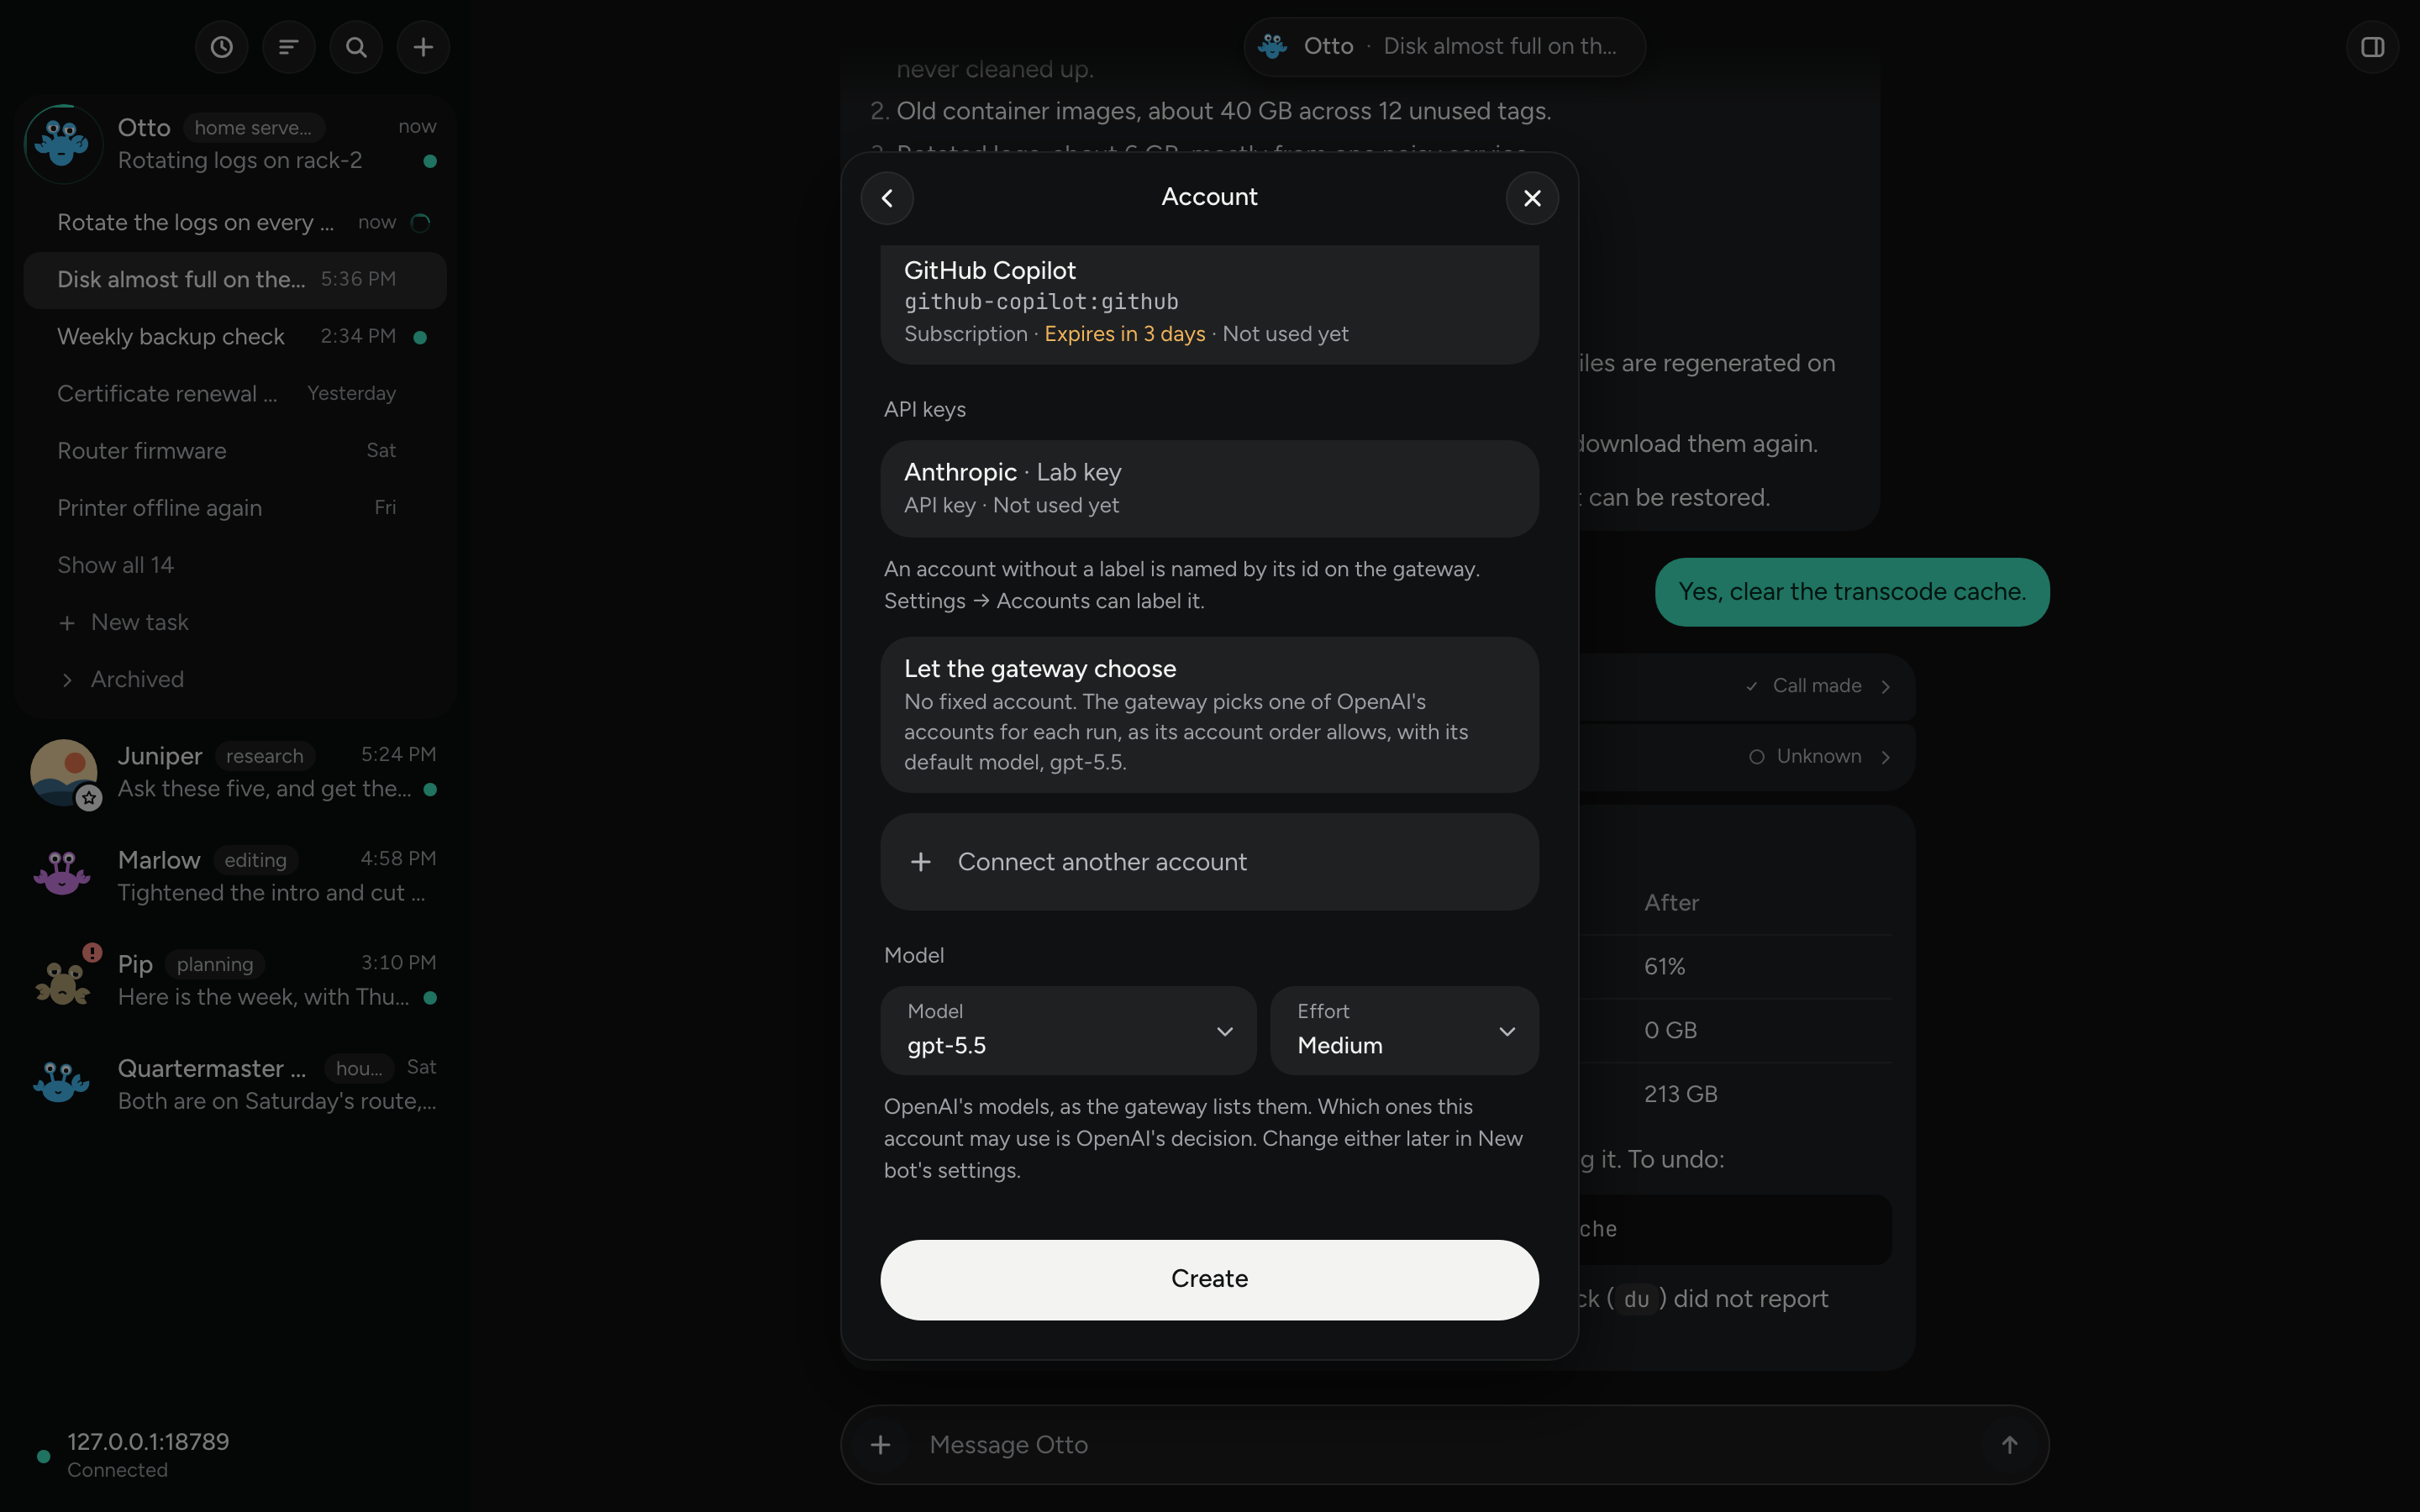 Otto home serve... now
Rotating logs on rack-2
Rotate the logs on every ... now
Disk almost full on the... 5:36 PM
Weekly backup check 2:34 PM
Certificate renewal ... Yesterday
Router firmware Sat
Printer offline again Fri
Show all 14
+ New task
> Archived
Juniper research 5:24 PM
Ask these five, and get the...
Marlow editing 4:58 PM
Tightened the intro and cut ...
Pip planning 3:10 PM
Here is the week, with Thu...
Quartermaster ... hou... Sat
Both are on Saturday's route,...
127.0.0.1:18789
Connected
Otto · Disk almost full on th...
never cleaned up.
2. Old container images, about 40 GB across 12 unused tags.
Account
GitHub Copilot
github-copilot:github
Subscription · Expires in 3 days · Not used yet
API keys
Anthropic · Lab key
API key · Not used yet
An account without a label is named by its id on the gateway.
Settings → Accounts can label it.
Let the gateway choose
No fixed account. The gateway picks one of OpenAI's
accounts for each run, as its account order allows, with its
default model, gpt-5.5.
+ Connect another account
Model
Model
gpt-5.5
Effort
Medium
OpenAI's models, as the gateway lists them. Which ones this
account may use is OpenAI's decision. Change either later in New
bot's settings.
Create
are regenerated on
them again.
can be restored.
Yes, clear the transcode cache.
Call made
Unknown
After
61%
0 GB
213 GB
it. To undo:
( du ) did not report
Message Otto